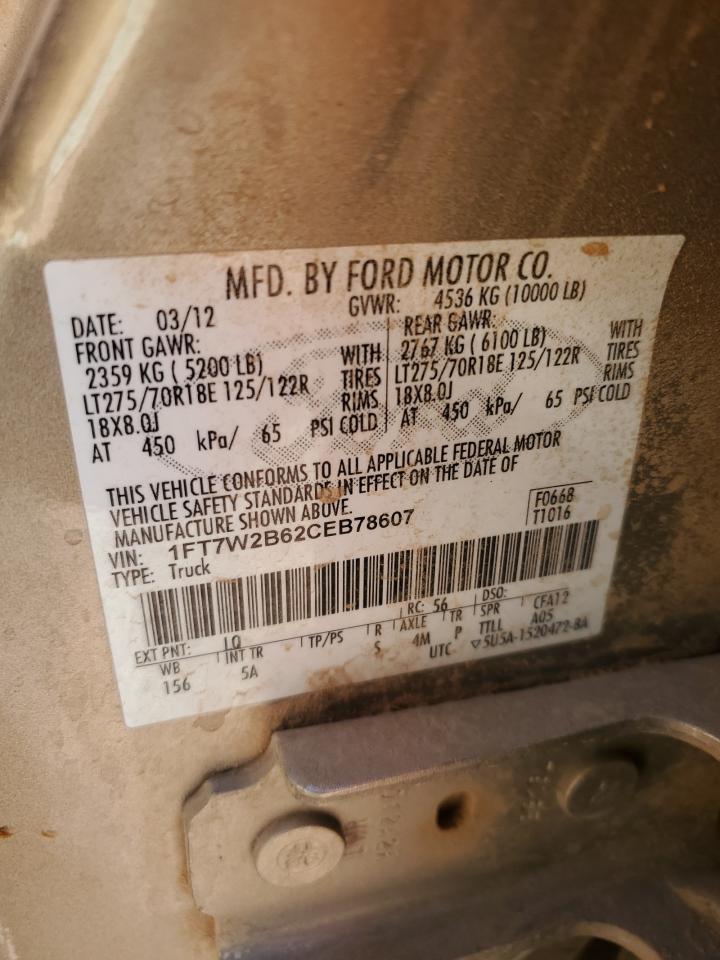 MFD. BY FORD MOTOR CO.
DATE: 03/12
GVWR: 4536 KG (10000 LB)
FRONT GAWR:
2359 KG ( 5200 LB) WITH
LT275/70R18E 125/122R TIRES
18X8.0J RIMS
AT 450 kPa/ 65 PSI COLD
REAR GAWR:
2767 KG ( 6100 LB) WITH
LT275/70R18E 125/122R TIRES
18X8.0J RIMS
AT 450 kPa/ 65 PSI COLD
THIS VEHICLE CONFORMS TO ALL APPLICABLE FEDERAL MOTOR
VEHICLE SAFETY STANDARDS IN EFFECT ON THE DATE OF
MANUFACTURE SHOWN ABOVE.
VIN: 1FT7W2B62CEB78607
TYPE: Truck
F0668
T1016
EXT PNT: LQ RC: 56 DSO:
WB INT TR TP/PS R AXLE TR SPR CFA12
156 5A S 4M P TTLL A05
UTC ▽5U5A-1520472-BA